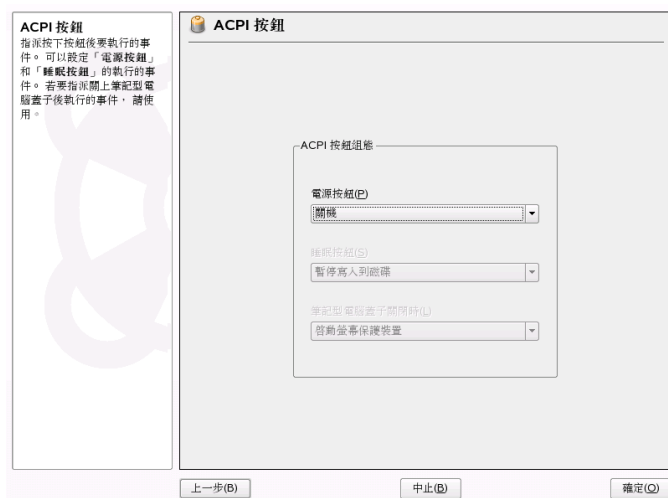 ACPI 按鈕
指派按下按鈕後要執行的事
件。 可以設定「電源按鈕」
和「睡眠按鈕」的執行的事
件。 若要指派關上筆記型電
腦蓋子後執行的事件, 請使
用。
ACPI 按鈕
ACPI 按鈕組態
電源按鈕(P)
關機
睡眠按鈕(S)
暫停寫入到磁碟
筆記型電腦蓋子關閉時(L)
啟動螢幕保護裝置
上一步(B)
中止(B)
確定(O)